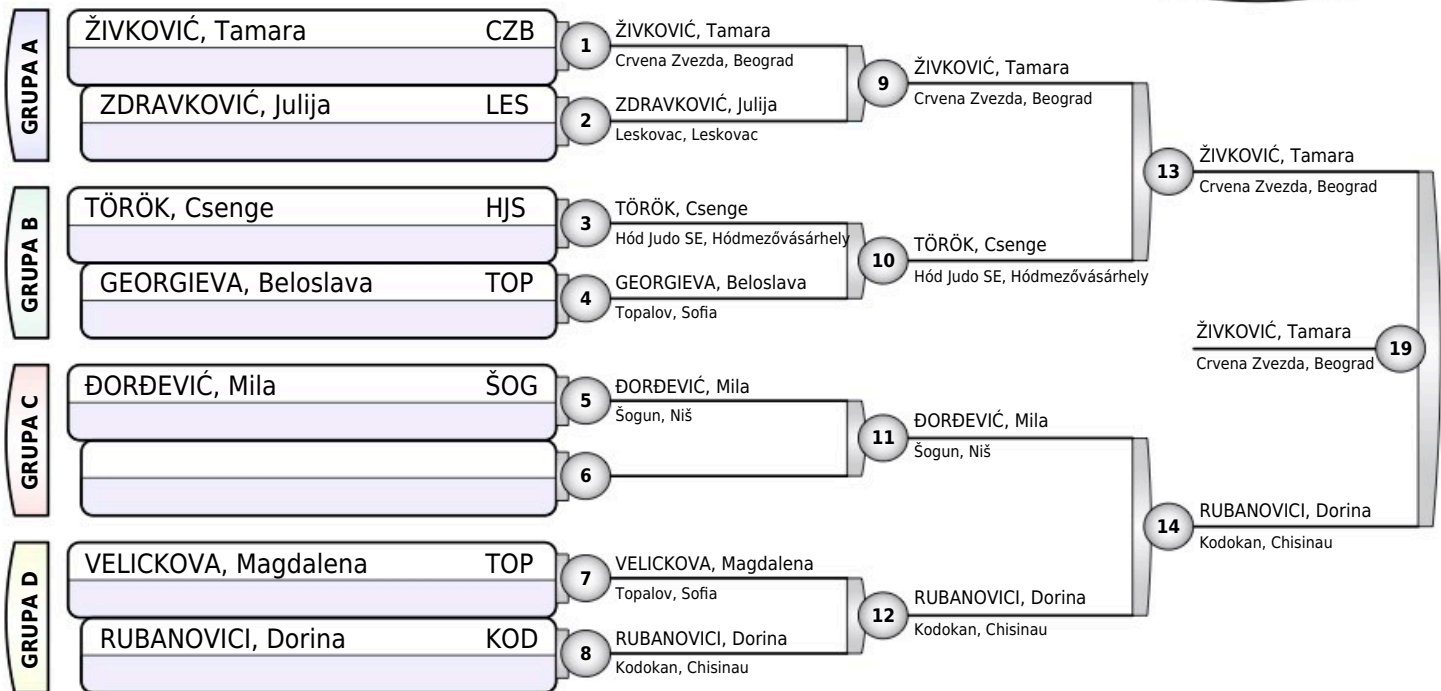 GRUPA A
ŽIVKOVIĆ, Tamara CZB
ZDRAVKOVIĆ, Julija LES
1
ŽIVKOVIĆ, Tamara
Crvena Zvezda, Beograd
2
ZDRAVKOVIĆ, Julija
Leskovac, Leskovac
9
ŽIVKOVIĆ, Tamara
Crvena Zvezda, Beograd
GRUPA B
TÖRÖK, Csenge HJS
GEORGIEVA, Beloslava TOP
3
TÖRÖK, Csenge
Hód Judo SE, Hódmezővásárhely
4
GEORGIEVA, Beloslava
Topalov, Sofia
10
TÖRÖK, Csenge
Hód Judo SE, Hódmezővásárhely
13
ŽIVKOVIĆ, Tamara
Crvena Zvezda, Beograd
GRUPA C
ĐORĐEVIĆ, Mila ŠOG
5
ĐORĐEVIĆ, Mila
Šogun, Niš
6
11
ĐORĐEVIĆ, Mila
Šogun, Niš
GRUPA D
VELICKOVA, Magdalena TOP
RUBANOVICI, Dorina KOD
7
VELICKOVA, Magdalena
Topalov, Sofia
8
RUBANOVICI, Dorina
Kodokan, Chisinau
12
RUBANOVICI, Dorina
Kodokan, Chisinau
14
RUBANOVICI, Dorina
Kodokan, Chisinau
ŽIVKOVIĆ, Tamara
Crvena Zvezda, Beograd
19